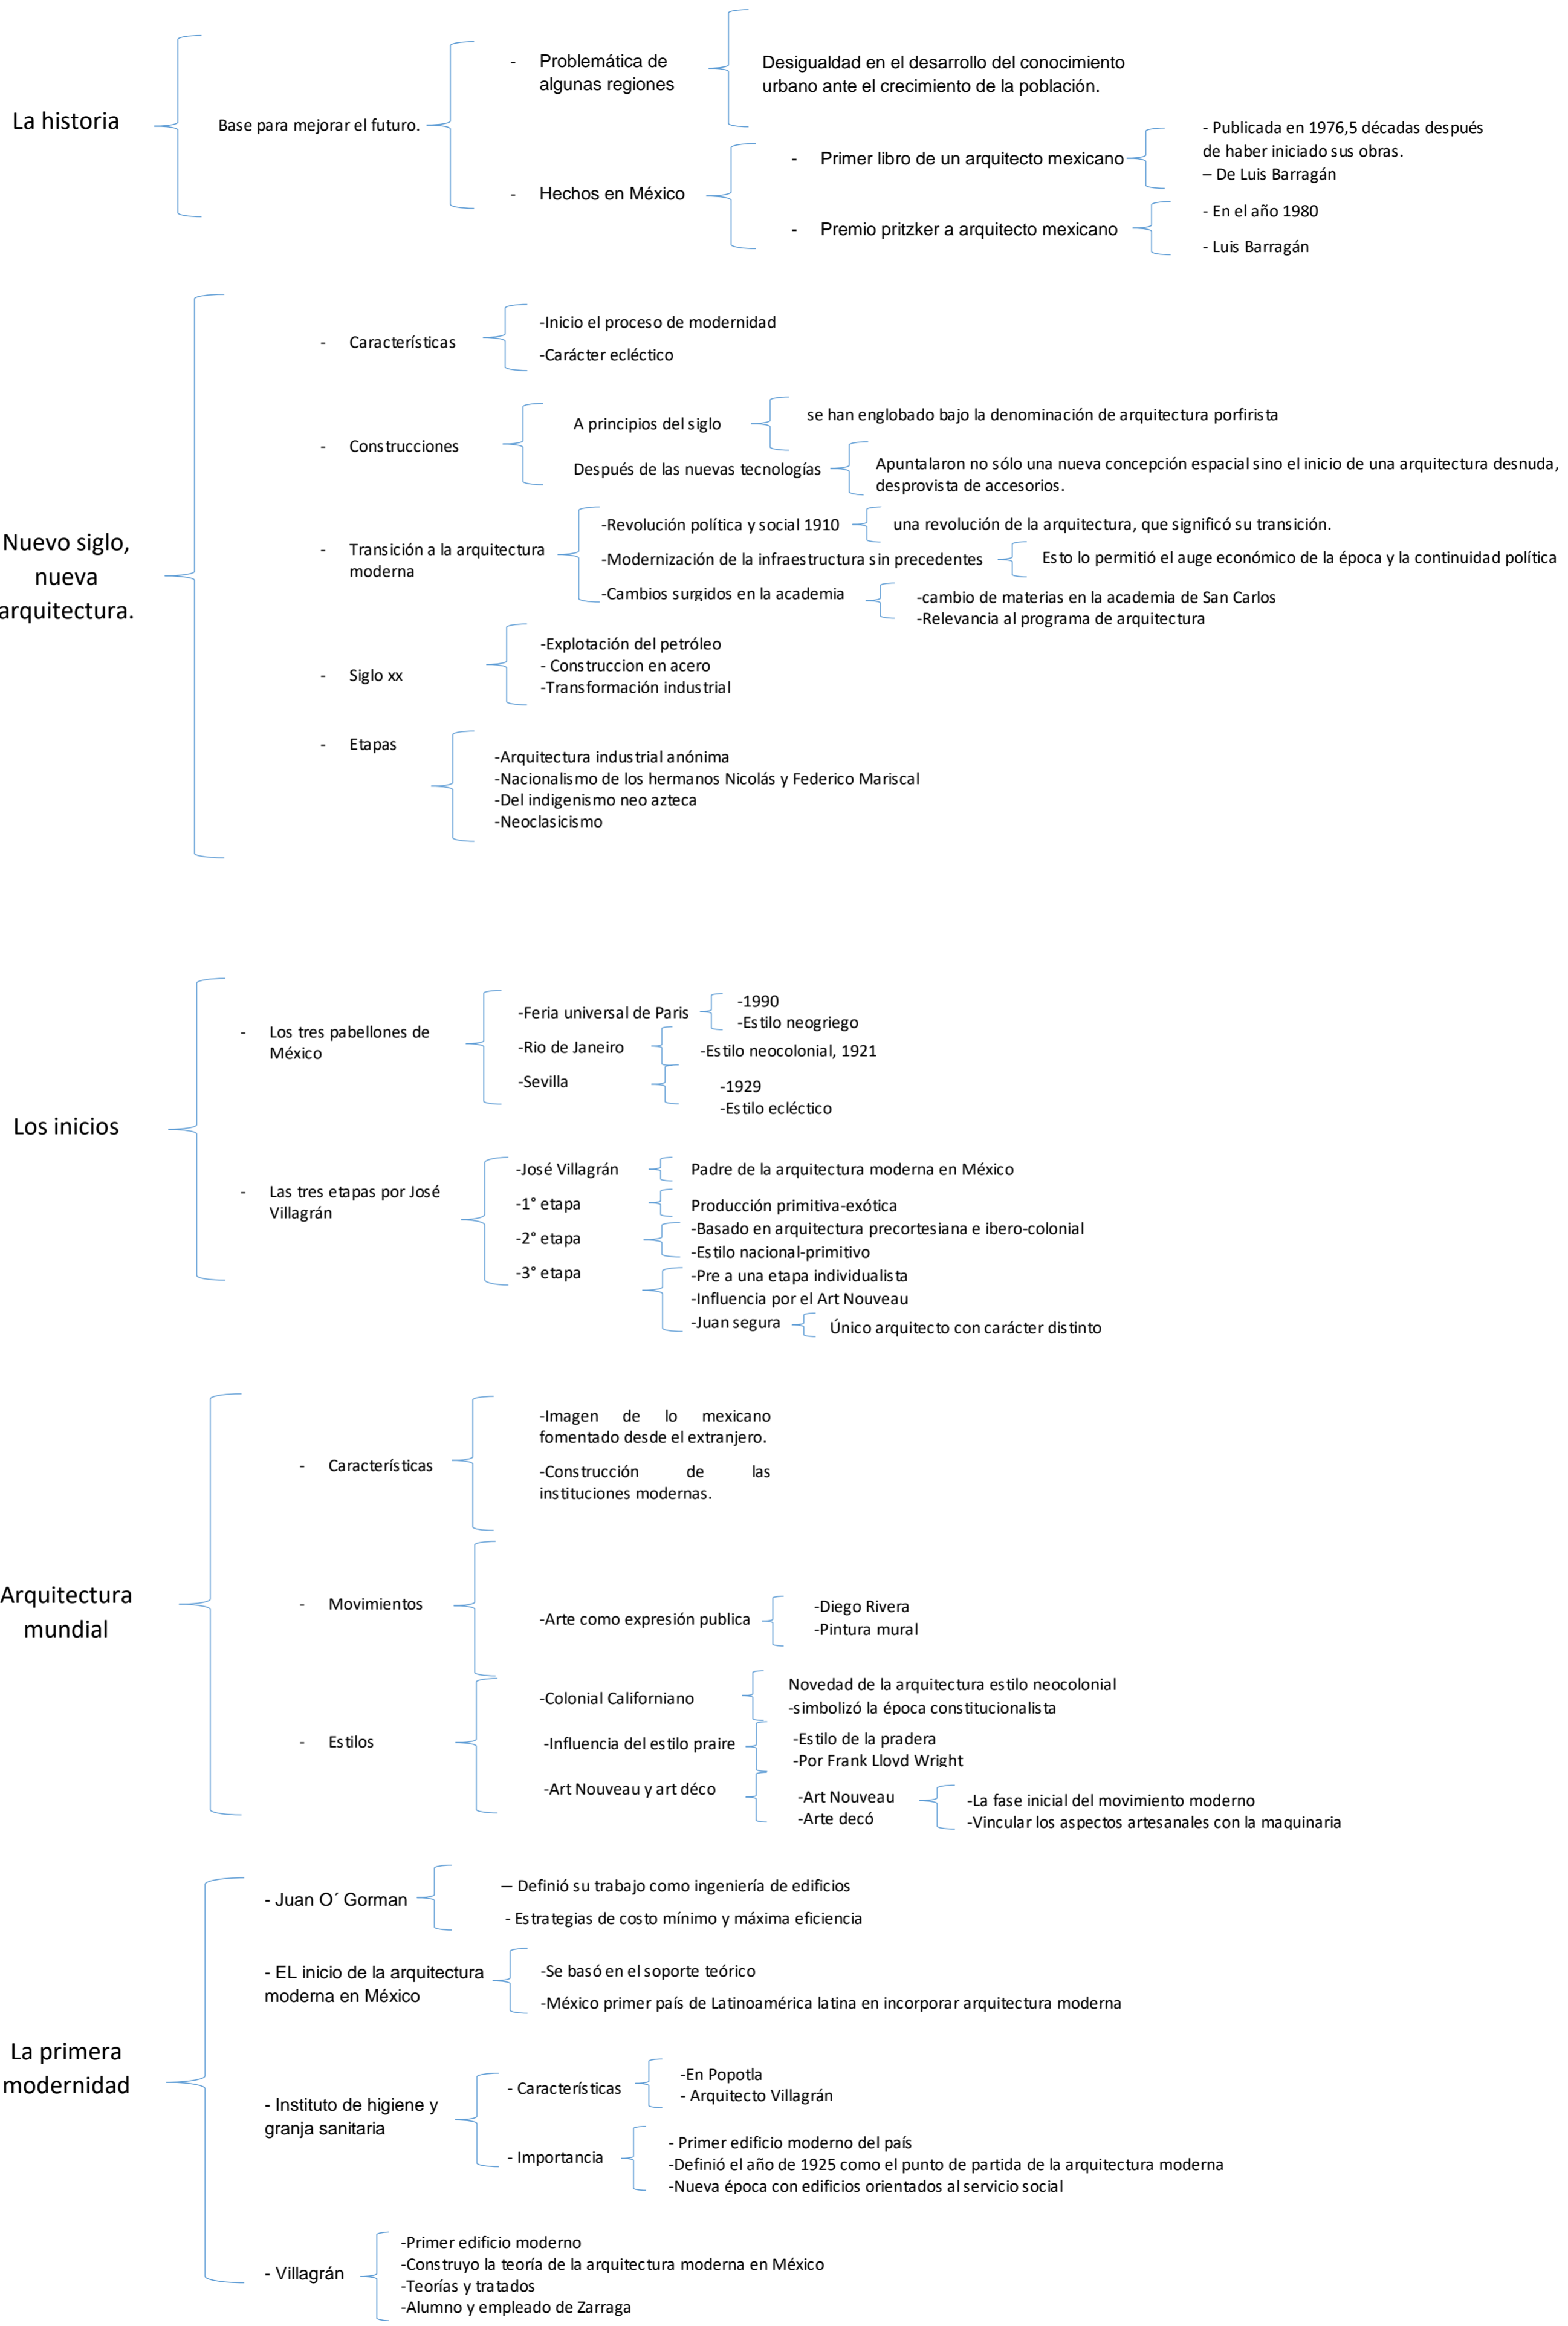 La historia
Base para mejorar el futuro.
- Problemática de
algunas regiones
Desigualdad en el desarrollo del conocimiento
urbano ante el crecimiento de la población.
- Hechos en México
- Primer libro de un arquitecto mexicano
- Publicada en 1976,5 décadas después
de haber iniciado sus obras.
– De Luis Barragán
- Premio pritzker a arquitecto mexicano
- En el año 1980
- Luis Barragán
Nuevo siglo,
nueva
arquitectura.
- Características
-Inicio el proceso de modernidad
-Carácter ecléctico
- Construcciones
A principios del siglo
se han englobado bajo la denominación de arquitectura porfirista
Después de las nuevas tecnologías
Apuntalaron no sólo una nueva concepción espacial sino el inicio de una arquitectura desnuda,
desprovista de accesorios.
- Transición a la arquitectura
moderna
-Revolución política y social 1910
una revolución de la arquitectura, que significó su transición.
-Modernización de la infraestructura sin precedentes
Esto lo permitió el auge económico de la época y la continuidad política
-Cambios surgidos en la academia
-cambio de materias en la academia de San Carlos
-Relevancia al programa de arquitectura
- Siglo xx
-Explotación del petróleo
- Construccion en acero
-Transformación industrial
- Etapas
-Arquitectura industrial anónima
-Nacionalismo de los hermanos Nicolás y Federico Mariscal
-Del indigenismo neo azteca
-Neoclasicismo
Los inicios
- Los tres pabellones de
México
-Feria universal de Paris
-1990
-Estilo neogriego
-Rio de Janeiro
-Estilo neocolonial, 1921
-Sevilla
-1929
-Estilo ecléctico
- Las tres etapas por José
Villagrán
-José Villagrán
Padre de la arquitectura moderna en México
-1° etapa
Producción primitiva-exótica
-2° etapa
-Basado en arquitectura precortesiana e ibero-colonial
-Estilo nacional-primitivo
-3° etapa
-Pre a una etapa individualista
-Influencia por el Art Nouveau
-Juan segura
Único arquitecto con carácter distinto
Arquitectura
mundial
- Características
-Imagen de lo mexicano
fomentado desde el extranjero.
-Construcción de las
instituciones modernas.
- Movimientos
-Arte como expresión publica
-Diego Rivera
-Pintura mural
- Estilos
-Colonial Californiano
Novedad de la arquitectura estilo neocolonial
-simbolizó la época constitucionalista
-Influencia del estilo praire
-Estilo de la pradera
-Por Frank Lloyd Wright
-Art Nouveau y art déco
-Art Nouveau
-Arte decó
-La fase inicial del movimiento moderno
-Vincular los aspectos artesanales con la maquinaria
La primera
modernidad
- Juan O´ Gorman
– Definió su trabajo como ingeniería de edificios
- Estrategias de costo mínimo y máxima eficiencia
- EL inicio de la arquitectura
moderna en México
-Se basó en el soporte teórico
-México primer país de Latinoamérica latina en incorporar arquitectura moderna
- Instituto de higiene y
granja sanitaria
- Características
-En Popotla
- Arquitecto Villagrán
- Importancia
- Primer edificio moderno del país
-Definió el año de 1925 como el punto de partida de la arquitectura moderna
-Nueva época con edificios orientados al servicio social
- Villagrán
-Primer edificio moderno
-Construyo la teoría de la arquitectura moderna en México
-Teorías y tratados
-Alumno y empleado de Zarraga